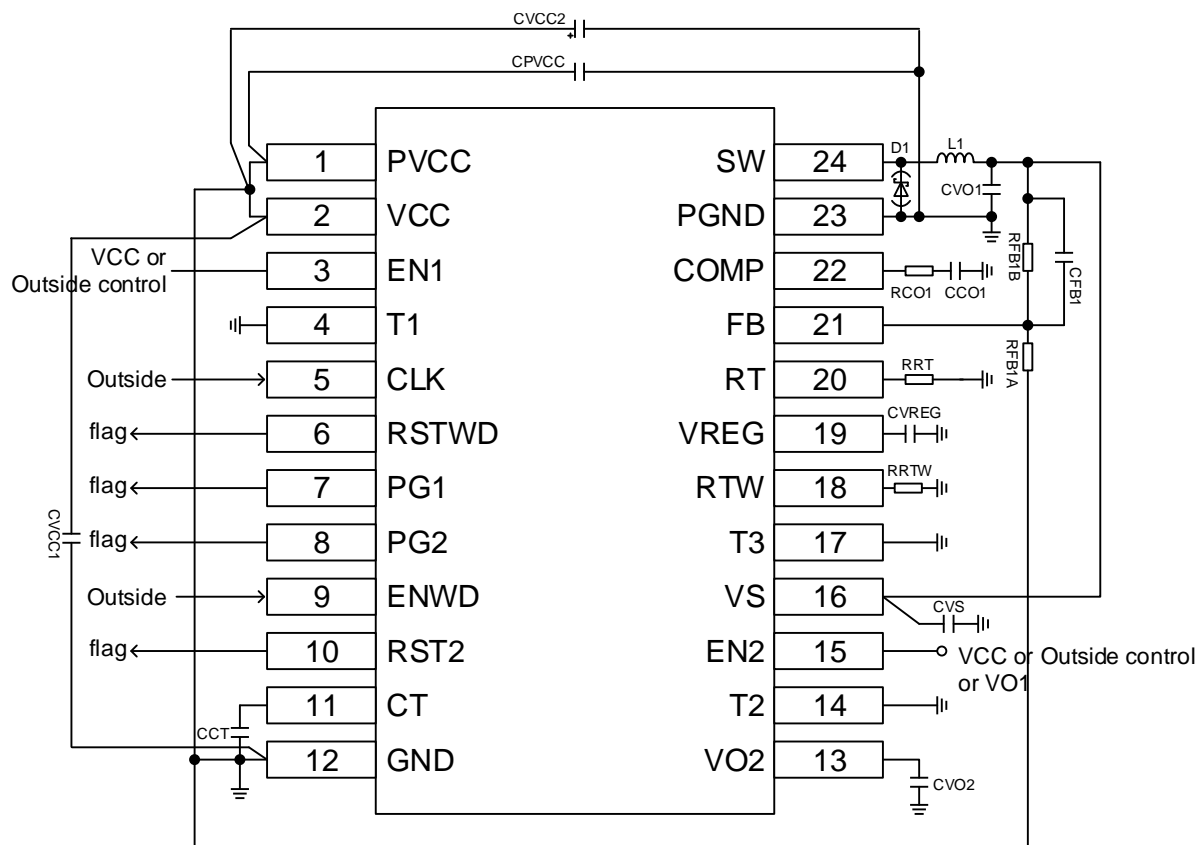 CVCC2
CPVCC
1 PVCC
SW 24
D1
L1
CVO1
2 VCC
PGND 23
RFB1B
CFB1
VCC or
Outside control
3 EN1
COMP 22
RCO1
CCO1
4 T1
FB 21
RFB1A
Outside
5 CLK
RT 20
RRT
flag
6 RSTWD
VREG 19
CVREG
flag
7 PG1
RTW 18
RRTW
CVCC1
flag
8 PG2
T3 17
Outside
9 ENWD
VS 16
CVS
flag
10 RST2
EN2 15
VCC or Outside control
or VO1
11 CT
CCT
T2 14
12 GND
VO2 13
CVO2